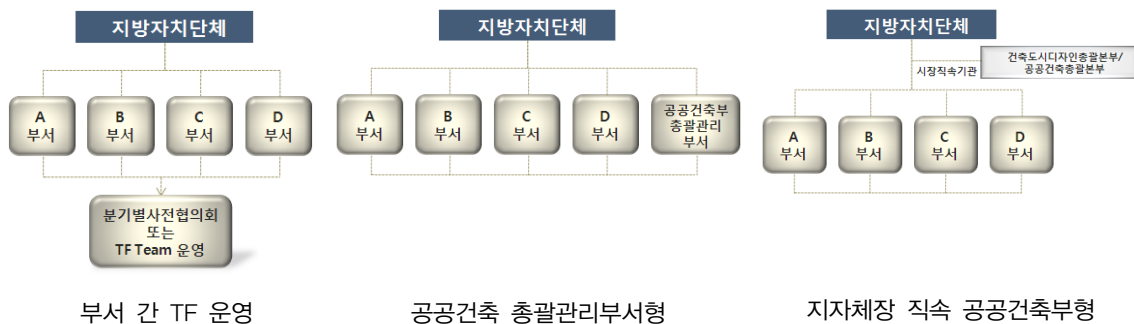 지방자치단체
A
부서
B
부서
C
부서
D
부서
분기별사전협의회
또는
TF Team 운영
부서 간 TF 운영
지방자치단체
A
부서
B
부서
C
부서
D
부서
공공건축부
총괄관리
부서
공공건축 총괄관리부서형
지방자치단체
시장직속기관
건축도시디자인총괄본부/
공공건축총괄본부
A
부서
B
부서
C
부서
D
부서
지자체장 직속 공공건축부형